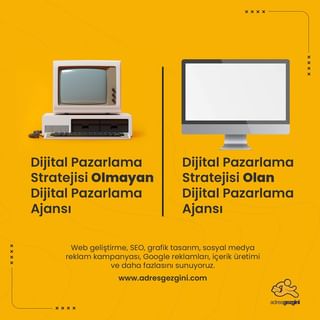 Dijital Pazarlama
Stratejisi Olmayan
Dijital Pazarlama
Ajansı
Dijital Pazarlama
Stratejisi Olan
Dijital Pazarlama
Ajansı
Web geliştirme, SEO, grafik tasarım, sosyal medya
reklam kampanyası, Google reklamları, içerik üretimi
ve daha fazlasını sunuyoruz.
www.adresgezgini.com
adresgezgini